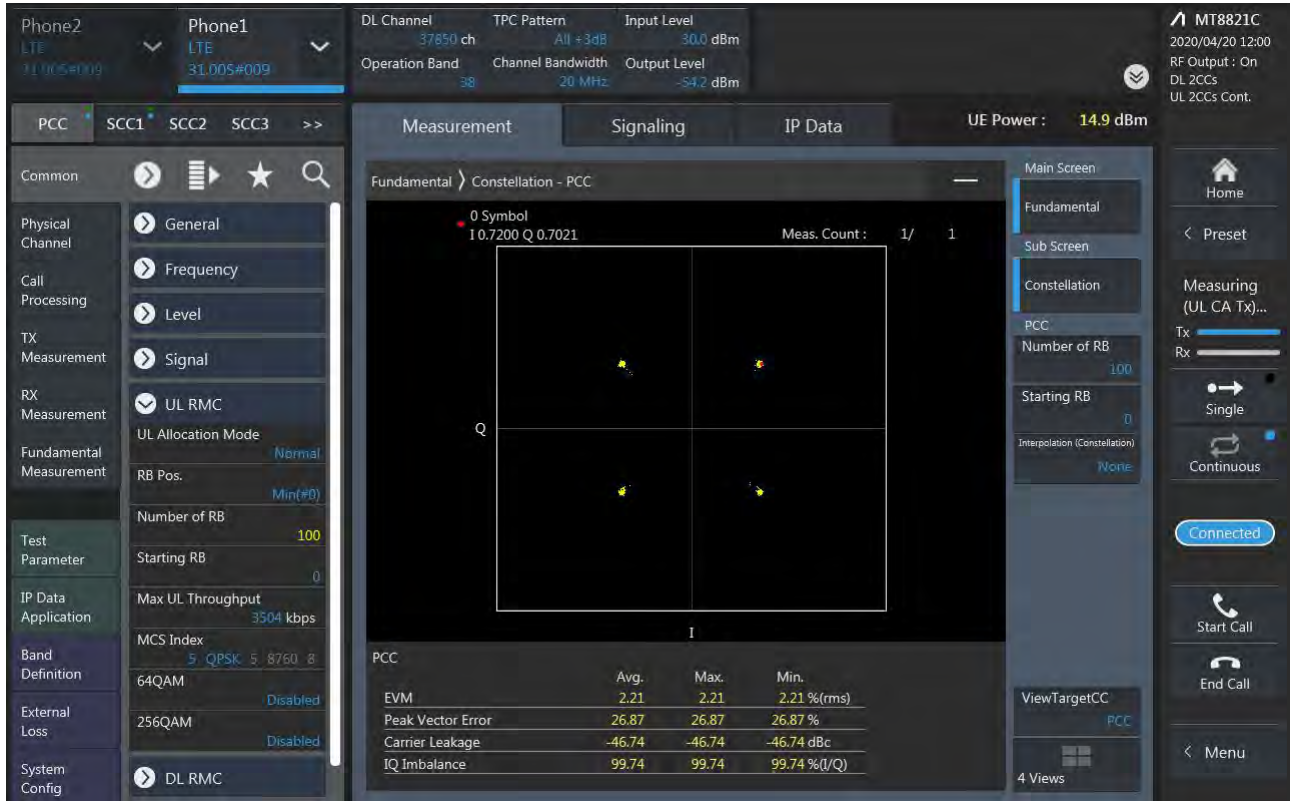 Phone2
LTE
31.005#009
Phone1
LTE
31.005#009
DL Channel
37850 ch
TPC Pattern
All +3dB
Input Level
30.0 dBm
Operation Band
38
Channel Bandwidth
20 MHz
Output Level
-54.2 dBm
MT8821C
2020/04/20 12:00
RF Output : On
DL 2CCs
UL 2CCs Cont.
PCC SCC1 SCC2 SCC3 >>
Measurement
Signaling
IP Data
UE Power : 14.9 dBm
Common
Physical
Channel
Call
Processing
TX
Measurement
RX
Measurement
Fundamental
Measurement
Test
Parameter
IP Data
Application
Band
Definition
External
Loss
System
Config
General
Frequency
Level
Signal
UL RMC
UL Allocation Mode
Normal
RB Pos.
Min(#0)
Number of RB
100
Starting RB
0
Max UL Throughput
3504 kbps
MCS Index
5 QPSK 5 8760 8
64QAM
Disabled
256QAM
Disabled
DL RMC
Fundamental 〉 Constellation - PCC
0 Symbol
I 0.7200 Q 0.7021
Meas. Count : 1/ 1
Q
I
PCC
Avg. Max. Min.
EVM 2.21 2.21 2.21 %(rms)
Peak Vector Error 26.87 26.87 26.87 %
Carrier Leakage -46.74 -46.74 -46.74 dBc
IQ Imbalance 99.74 99.74 99.74 %(I/Q)
Main Screen
Fundamental
Sub Screen
Constellation
PCC
Number of RB
100
Starting RB
0
Interpolation (Constellation)
None
ViewTargetCC
PCC
4 Views
Home
< Preset
Measuring
(UL CA Tx)...
Tx
Rx
Single
Continuous
Connected
Start Call
End Call
< Menu